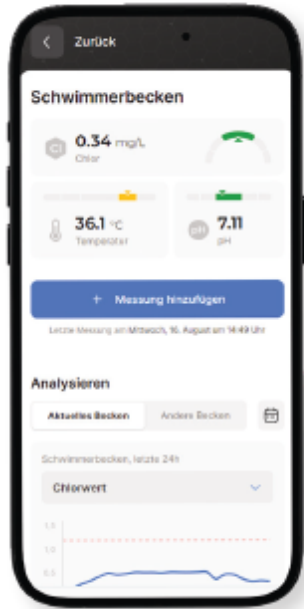 Zurück
Schwimmerbecken
Cl
0.34 mg/L
Chlor
36.1 °C
Temperatur
pH
7.11
pH
+ Messung hinzufügen
Letzte Messung am Mittwoch, 16. August um 14:49 Uhr
Analysieren
Aktuelles Becken
Andere Becken
Schwimmerbecken, letzte 24h
Chlorwert
1.5
1.0
0.5